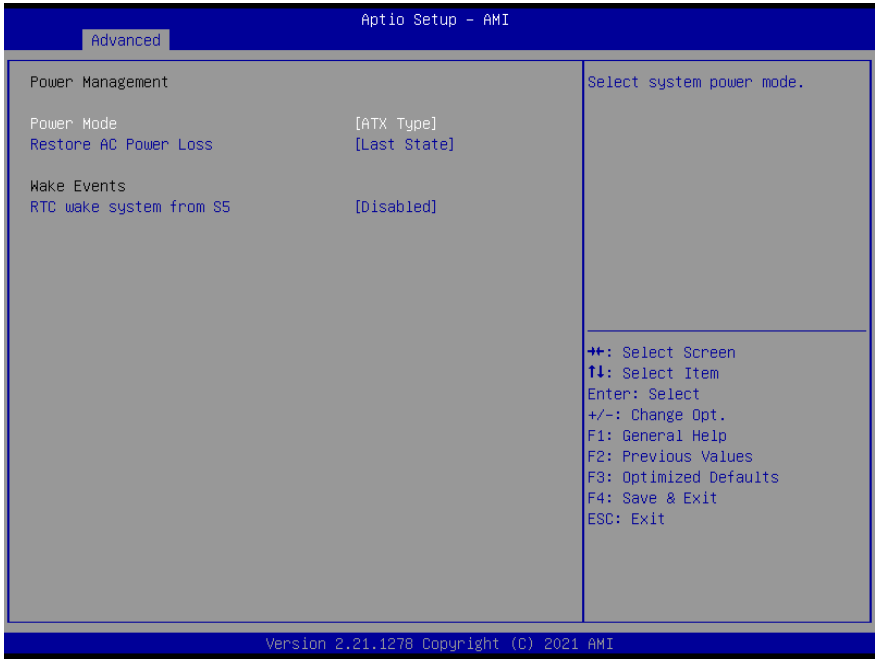 Aptio Setup – AMI
Advanced
Power Management
Select system power mode.
Power Mode [ATX Type]
Restore AC Power Loss [Last State]
Wake Events
RTC wake system from S5 [Disabled]
→←: Select Screen
↑↓: Select Item
Enter: Select
+/-: Change Opt.
F1: General Help
F2: Previous Values
F3: Optimized Defaults
F4: Save & Exit
ESC: Exit
Version 2.21.1278 Copyright (C) 2021 AMI